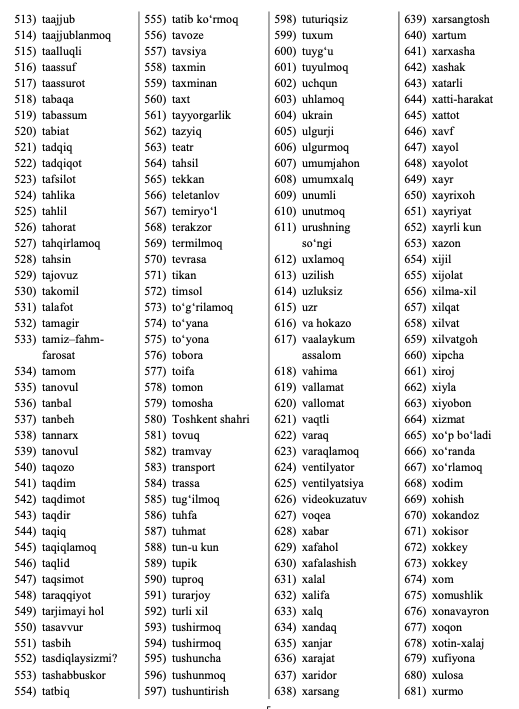 513) taajjub
514) taajjublanmoq
515) taalluqli
516) taassuf
517) taassurot
518) tabaqa
519) tabassum
520) tabiat
521) tadqiq
522) tadqiqot
523) tafsilot
524) tahlika
525) tahlil
526) tahorat
527) tahqirlamoq
528) tahsin
529) tajovuz
530) takomil
531) talafot
532) tamagir
533) tamiz–fahm-
farosat
534) tamom
535) tanovul
536) tanbal
537) tanbeh
538) tannarx
539) tanovul
540) taqozo
541) taqdim
542) taqdimot
543) taqdir
544) taqiq
545) taqiqlamoq
546) taqlid
547) taqsimot
548) taraqqiyot
549) tarjimayi hol
550) tasavvur
551) tasbih
552) tasdiqlaysizmi?
553) tashabbuskor
554) tatbiq
555) tatib ko‘rmoq
556) tavoze
557) tavsiya
558) taxmin
559) taxminan
560) taxt
561) tayyorgarlik
562) tazyiq
563) teatr
564) tahsil
565) tekkan
566) teletanlov
567) temiryo‘l
568) terakzor
569) termilmoq
570) tevrasa
571) tikan
572) timsol
573) to‘g‘rilamoq
574) to‘yana
575) to‘yona
576) tobora
577) toifa
578) tomon
579) tomosha
580) Toshkent shahri
581) tovuq
582) tramvay
583) transport
584) trassa
585) tug‘ilmoq
586) tuhfa
587) tuhmat
588) tun-u kun
589) tupik
590) tuproq
591) turarjoy
592) turli xil
593) tushirmoq
594) tushirmoq
595) tushuncha
596) tushunmoq
597) tushuntirish
598) tuturiqsiz
599) tuxum
600) tuyg‘u
601) tuyulmoq
602) uchqun
603) uhlamoq
604) ukrain
605) ulgurji
606) ulgurmoq
607) umumjahon
608) umumxalq
609) unumli
610) unutmoq
611) urushning
so‘ngi
612) uxlamoq
613) uzilish
614) uzluksiz
615) uzr
616) va hokazo
617) vaalaykum
assalom
618) vahima
619) vallamat
620) vallomat
621) vaqtli
622) varaq
623) varaqlamoq
624) ventilyator
625) ventilyatsiya
626) videokuzatuv
627) voqea
628) xabar
629) xafahol
630) xafalashish
631) xalal
632) xalifa
633) xalq
634) xandaq
635) xanjar
636) xarajat
637) xaridor
638) xarsang
639) xarsangtosh
640) xartum
641) xarxasha
642) xashak
643) xatarli
644) xatti-harakat
645) xattot
646) xavf
647) xayol
648) xayolot
649) xayr
650) xayrixoh
651) xayriyat
652) xayrli kun
653) xazon
654) xijil
655) xijolat
656) xilma-xil
657) xilqat
658) xilvat
659) xilvatgoh
660) xipcha
661) xiroj
662) xiyla
663) xiyobon
664) xizmat
665) xo‘p bo‘ladi
666) xo‘randa
667) xo‘rlamoq
668) xodim
669) xohish
670) xokandoz
671) xokisor
672) xokkey
673) xokkey
674) xom
675) xomushlik
676) xonavayron
677) xoqon
678) xotin-xalaj
679) xufiyona
680) xulosa
681) xurmo